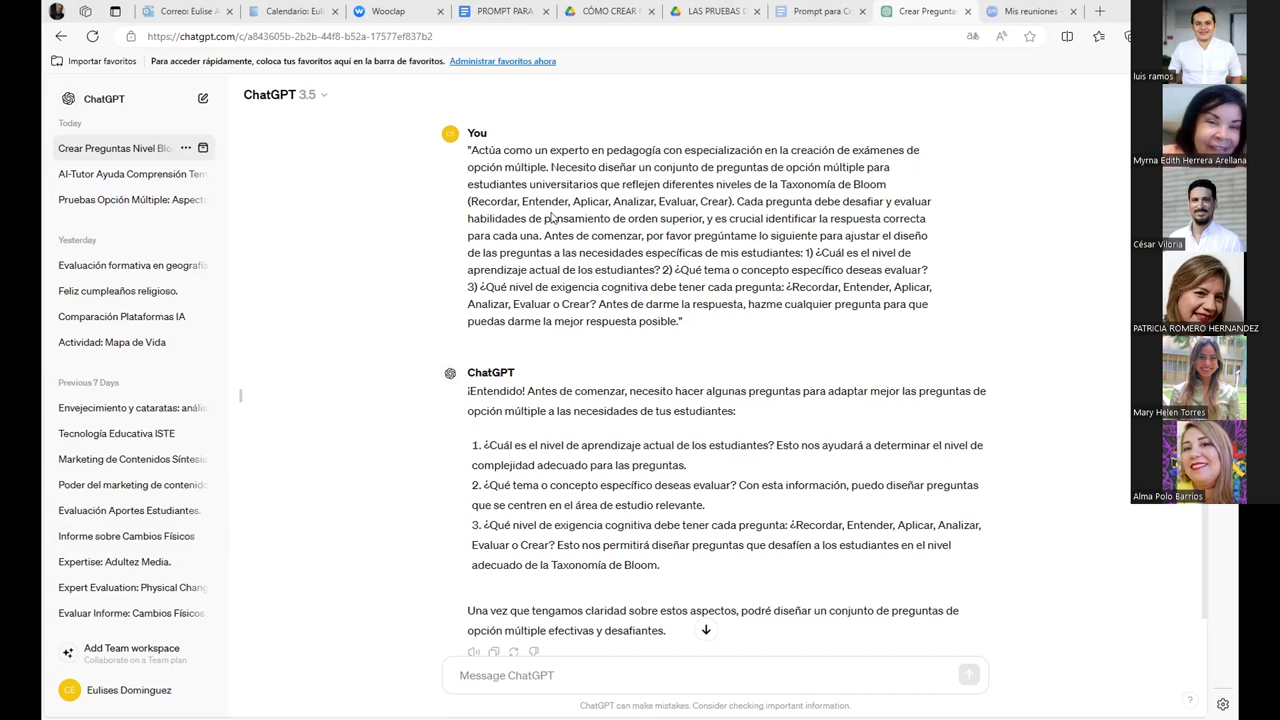 Correo: Eulise A
Calendario: Euli
Wooclap
PROMPT PARA
CÓMO CREAR F
LAS PRUEBAS D
Prompt para C
Crear Pregunta
Mis reuniones -
https://chatgpt.com/c/a843605b-2b2b-44f8-b52a-17577ef837b2
Importar favoritos
Para acceder rápidamente, coloca tus favoritos aquí en la barra de favoritos. Administrar favoritos ahora
ChatGPT
Today
Crear Preguntas Nivel Blo
AI-Tutor Ayuda Comprensión Tem
Pruebas Opción Múltiple: Aspecto
Yesterday
Evaluación formativa en geografía
Feliz cumpleaños religioso.
Comparación Plataformas IA
Actividad: Mapa de Vida
Previous 7 Days
Envejecimiento y cataratas: anális
Tecnología Educativa ISTE
Marketing de Contenidos Síntesis
Poder del marketing de contenido
Evaluación Aportes Estudiantes.
Informe sobre Cambios Físicos
Expertise: Adultez Media.
Expert Evaluation: Physical Chang
Evaluar Informe: Cambios Físicos
Add Team workspace
Collaborate on a Team plan
CE
Eulises Dominguez
ChatGPT 3.5
CE
You
"Actúa como un experto en pedagogía con especialización en la creación de exámenes de
opción múltiple. Necesito diseñar un conjunto de preguntas de opción múltiple para
estudiantes universitarios que reflejen diferentes niveles de la Taxonomía de Bloom
(Recordar, Entender, Aplicar, Analizar, Evaluar, Crear). Cada pregunta debe desafiar y evaluar
habilidades de pensamiento de orden superior, y es crucial identificar la respuesta correcta
para cada una. Antes de comenzar, por favor pregúntame lo siguiente para ajustar el diseño
de las preguntas a las necesidades específicas de mis estudiantes: 1) ¿Cuál es el nivel de
aprendizaje actual de los estudiantes? 2) ¿Qué tema o concepto específico deseas evaluar?
3) ¿Qué nivel de exigencia cognitiva debe tener cada pregunta: ¿Recordar, Entender, Aplicar,
Analizar, Evaluar o Crear? Antes de darme la respuesta, hazme cualquier pregunta para que
puedas darme la mejor respuesta posible."
ChatGPT
¡Entendido! Antes de comenzar, necesito hacer algunas preguntas para adaptar mejor las preguntas de
opción múltiple a las necesidades de tus estudiantes:
1. ¿Cuál es el nivel de aprendizaje actual de los estudiantes? Esto nos ayudará a determinar el nivel de
complejidad adecuado para las preguntas.
2. ¿Qué tema o concepto específico deseas evaluar? Con esta información, puedo diseñar preguntas
que se centren en el área de estudio relevante.
3. ¿Qué nivel de exigencia cognitiva debe tener cada pregunta: ¿Recordar, Entender, Aplicar, Analizar,
Evaluar o Crear? Esto nos permitirá diseñar preguntas que desafíen a los estudiantes en el nivel
adecuado de la Taxonomía de Bloom.
Una vez que tengamos claridad sobre estos aspectos, podré diseñar un conjunto de preguntas de
opción múltiple efectivas y desafiantes.
Message ChatGPT
ChatGPT can make mistakes. Consider checking important information.
?
luis ramos
Myrna Edith Herrera Arellana
César Viloria
PATRICIA ROMERO HERNANDEZ
Mary Helen Torres
Alma Polo Barrios